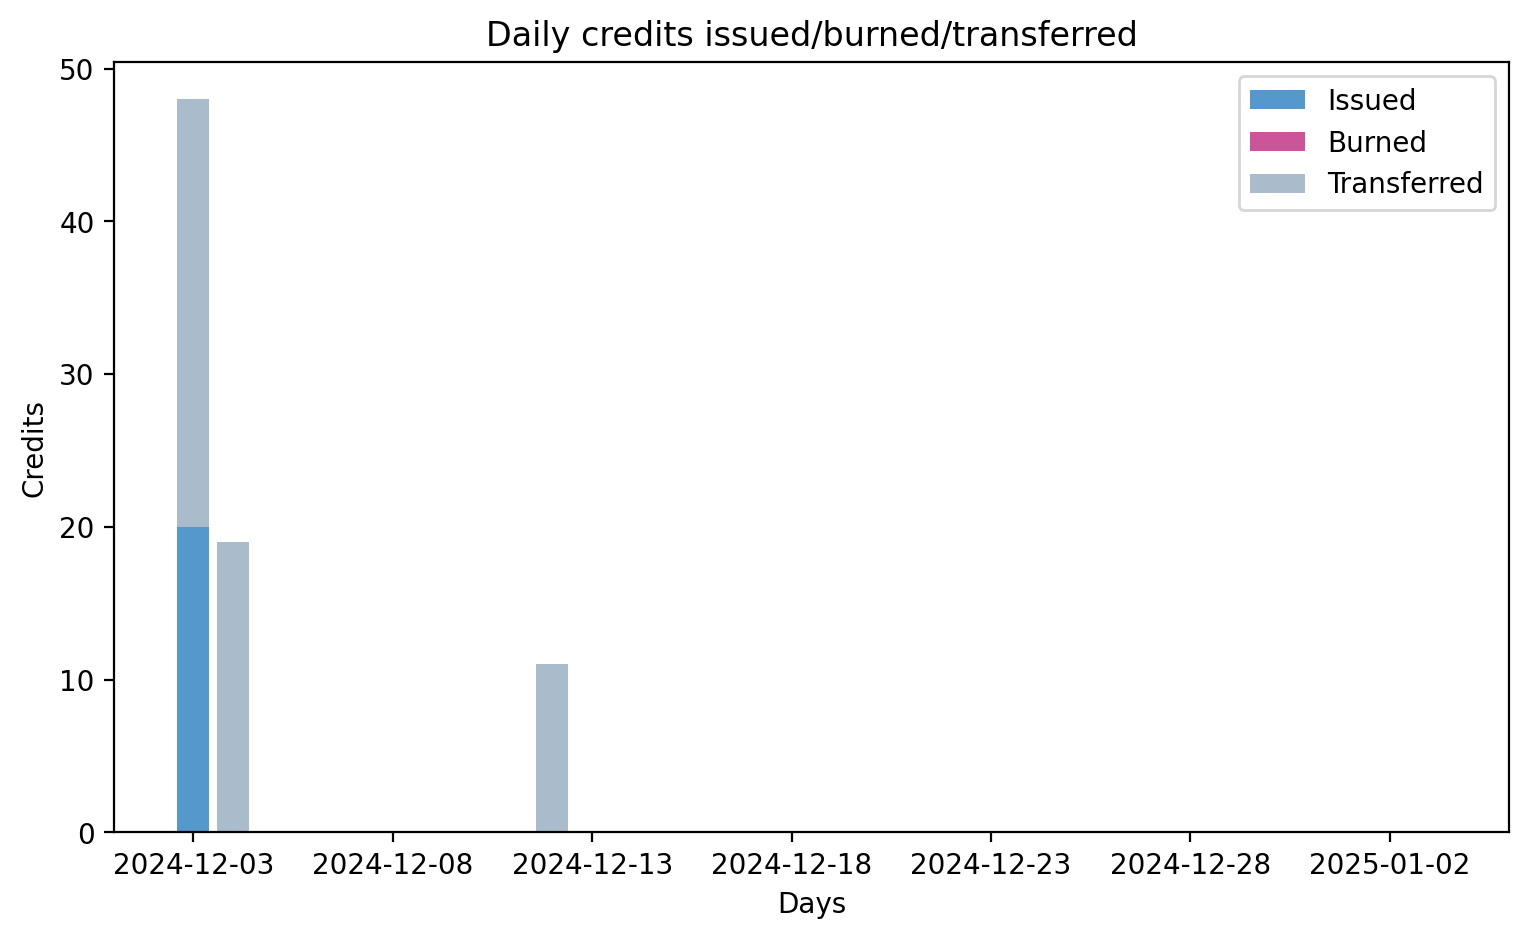 Daily credits issued/burned/transferred
50
40
30
20
10
0
Credits
Issued
Burned
Transferred
2024-12-03
2024-12-08
2024-12-13
2024-12-18
2024-12-23
2024-12-28
2025-01-02
Days